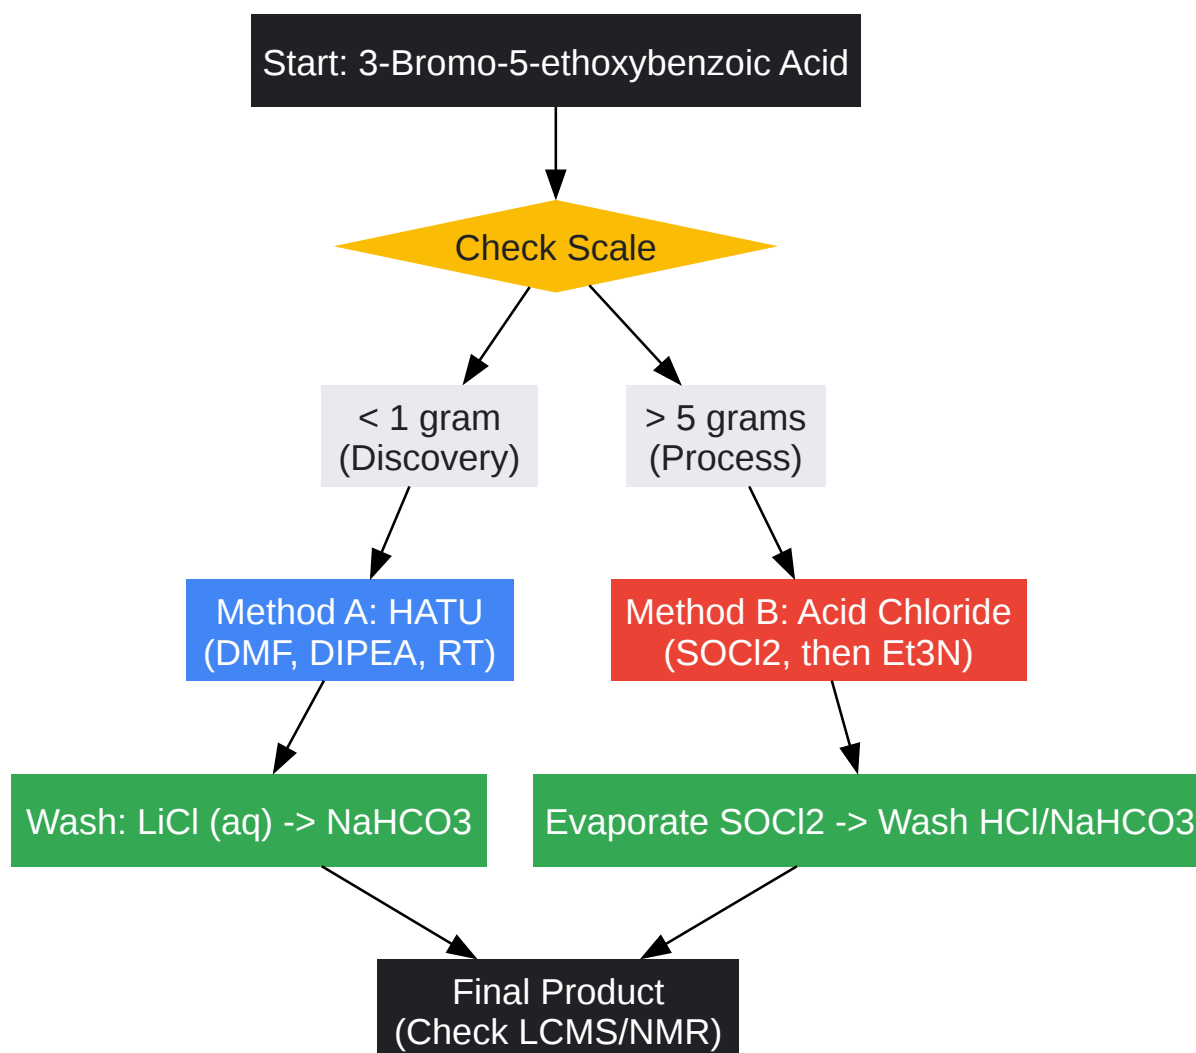 Start: 3-Bromo-5-ethoxybenzoic Acid
Check Scale
< 1 gram
(Discovery)
> 5 grams
(Process)
Method A: HATU
(DMF, DIPEA, RT)
Method B: Acid Chloride
(SOCl2, then Et3N)
Wash: LiCl (aq) -> NaHCO3
Evaporate SOCl2 -> Wash HCl/NaHCO3
Final Product
(Check LCMS/NMR)